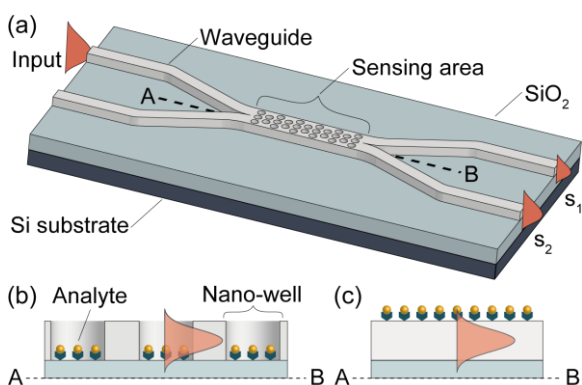 (a)
Waveguide
Input
Sensing area
A
SiO₂
B
s₁
s₂
Si substrate
(b)
Analyte
Nano-well
(c)
A
B
A
B